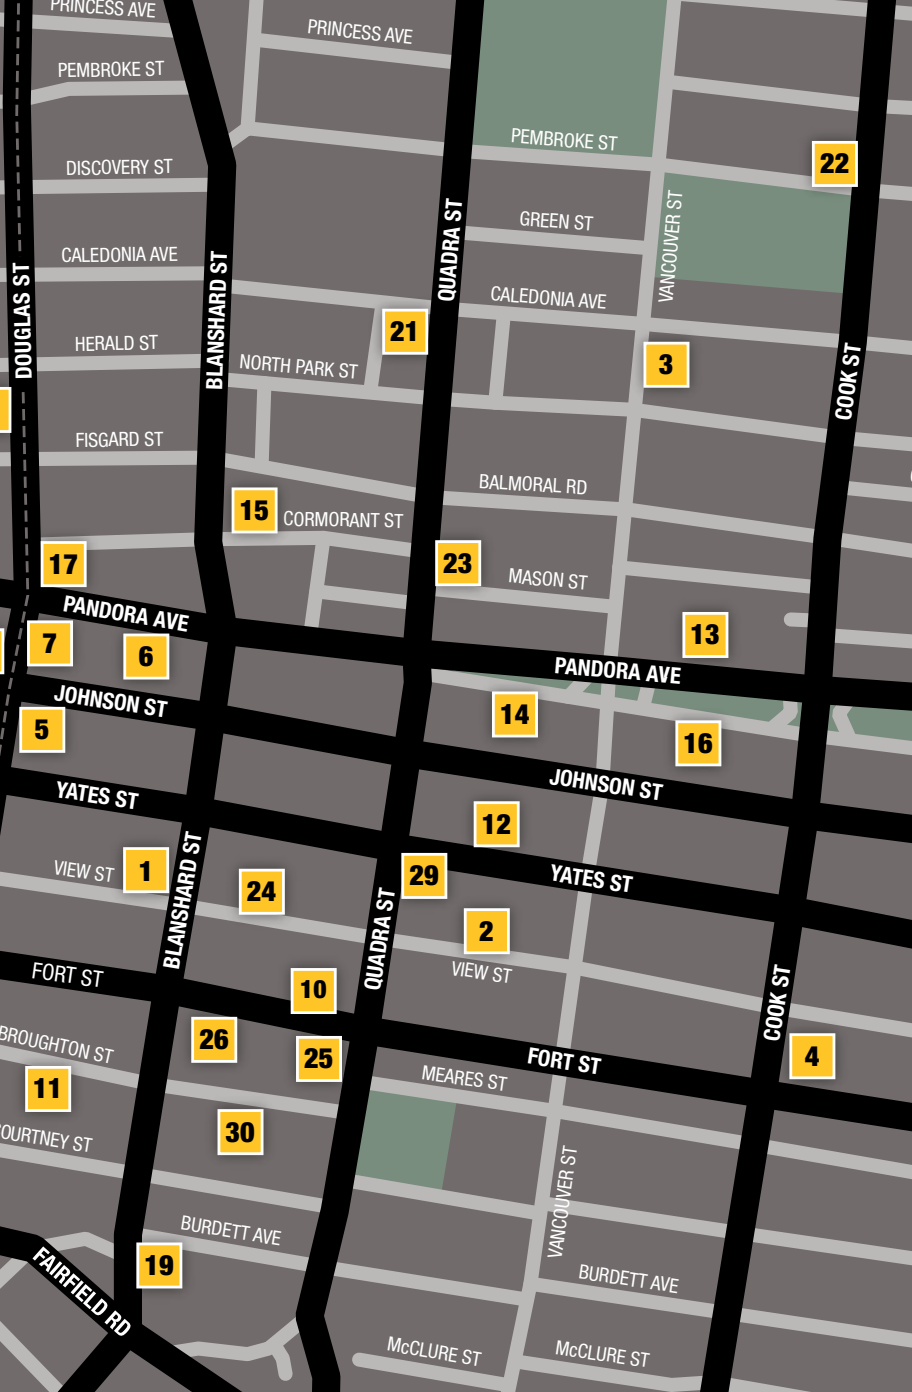 PRINCESS AVE
PRINCESS AVE
PEMBROKE ST
PEMBROKE ST
22
DISCOVERY ST
QUADRA ST
GREEN ST
VANCOUVER ST
CALEDONIA AVE
DOUGLAS ST
BLANSHARD ST
CALEDONIA AVE
21
HERALD ST
NORTH PARK ST
3
COOK ST
FISGARD ST
BALMORAL RD
15
CORMORANT ST
17
23
MASON ST
PANDORA AVE
7
6
13
PANDORA AVE
JOHNSON ST
5
14
16
JOHNSON ST
YATES ST
12
VIEW ST
1
BLANSHARD ST
24
29
YATES ST
QUADRA ST
2
VIEW ST
FORT ST
10
COOK ST
BROUGHTON ST
26
25
FORT ST
4
11
MEARES ST
OURTNEY ST
30
VANCOUVER ST
BURDETT AVE
19
FAIRFIELD RD
BURDETT AVE
McCLURE ST
McCLURE ST